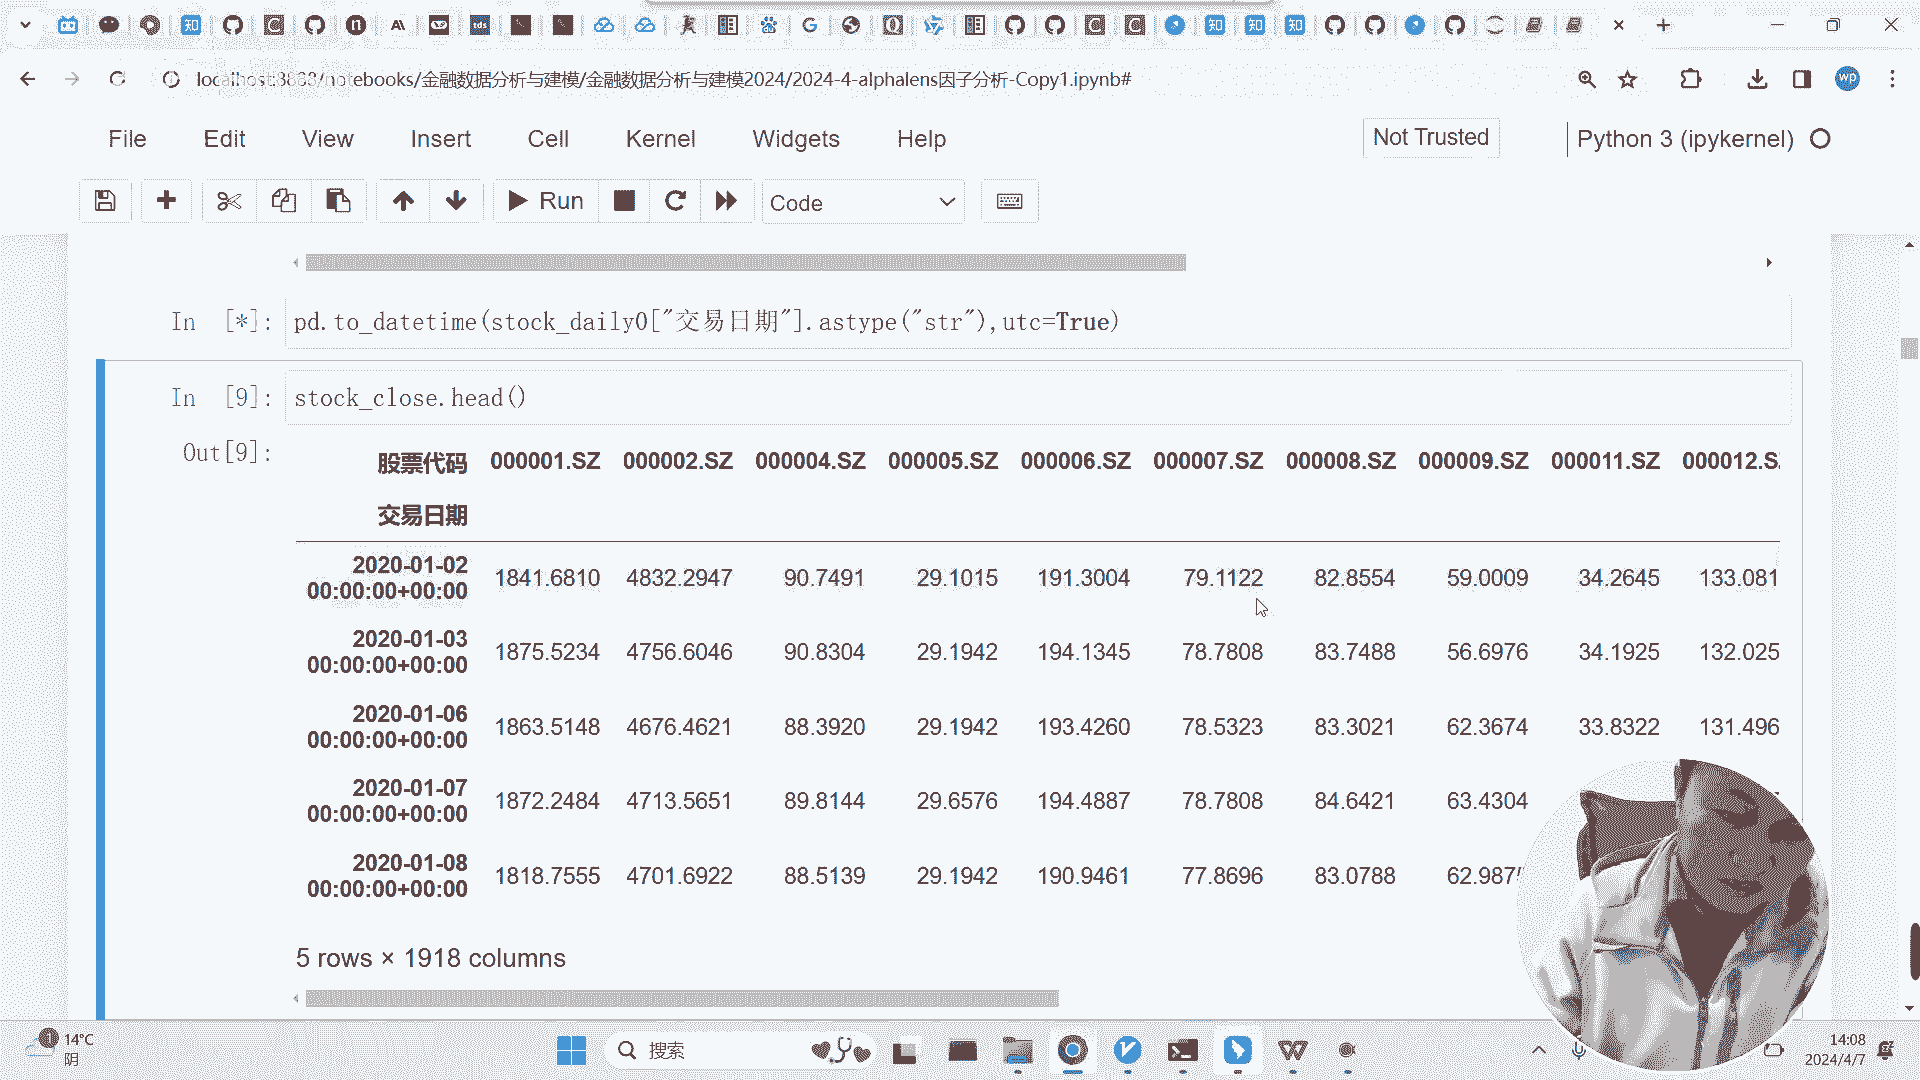 localhost:8888/notebooks/金融数据分析与建模/金融数据分析与建模2024/2024-4-alphalens因子分析-Copy1.ipynb#
wp
File Edit View Insert Cell Kernel Widgets Help Not Trusted Python 3 (ipykernel)
Run Code
In [*]: pd.to_datetime(stock_daily0["交易日期"].astype("str"),utc=True)
In [9]: stock_close.head()
Out[9]:
股票代码 000001.SZ 000002.SZ 000004.SZ 000005.SZ 000006.SZ 000007.SZ 000008.SZ 000009.SZ 000011.SZ 000012.S
交易日期
2020-01-02 00:00:00+00:00 1841.6810 4832.2947 90.7491 29.1015 191.3004 79.1122 82.8554 59.0009 34.2645 133.081
2020-01-03 00:00:00+00:00 1875.5234 4756.6046 90.8304 29.1942 194.1345 78.7808 83.7488 56.6976 34.1925 132.025
2020-01-06 00:00:00+00:00 1863.5148 4676.4621 88.3920 29.1942 193.4260 78.5323 83.3021 62.3674 33.8322 131.496
2020-01-07 00:00:00+00:00 1872.2484 4713.5651 89.8144 29.6576 194.4887 78.7808 84.6421 63.4304
2020-01-08 00:00:00+00:00 1818.7555 4701.6922 88.5139 29.1942 190.9461 77.8696 83.0788 62.987
5 rows × 1918 columns
1
14°C
阴
搜索
14:08
2024/4/7